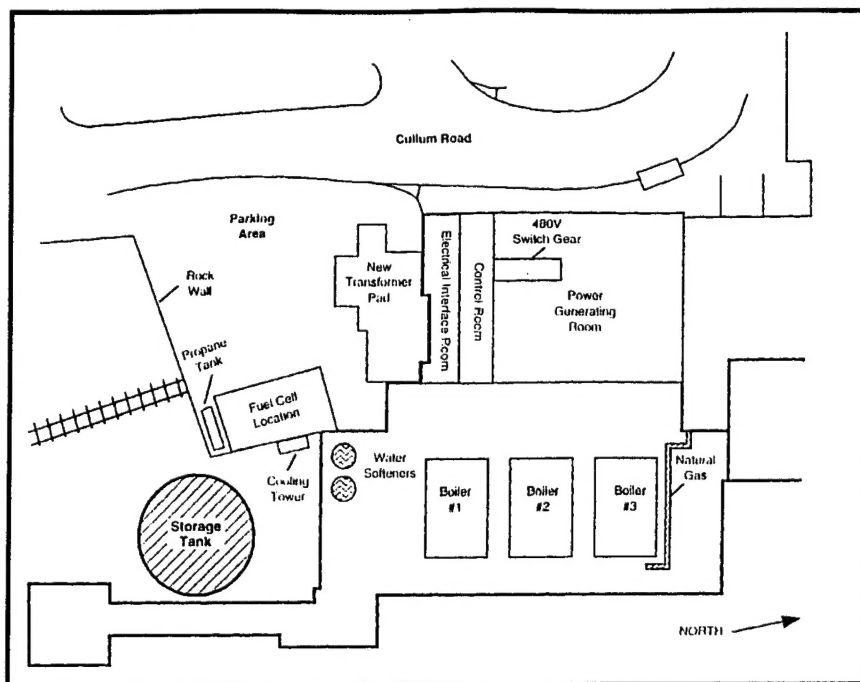 Cullum Road
Parking
Area
480V
Switch Gear
Electrical Interface Room
Control Room
New
Transformer
Pad
Rock
Wall
Power
Generating
Room
Propane
Tank
Fuel Cell
Location
Water
Softeners
Cooling
Tower
Boiler
#1
Boiler
#2
Boiler
#3
Natural
Gas
Storage
Tank
NORTH